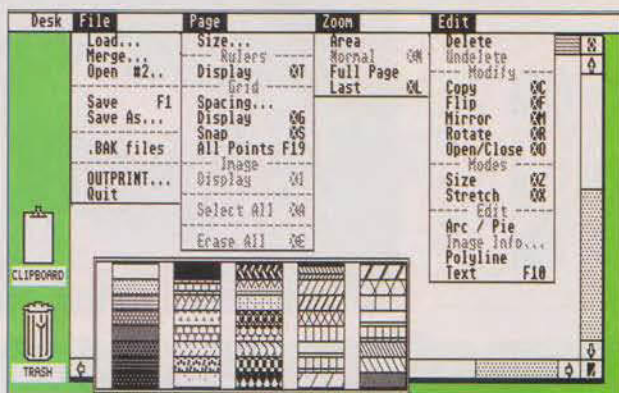 Desk File Page Zoom Edit
Load...
Merge...
Open #2..
Save F1
Save As...
.BAK files
OUTPRINT...
Quit
Size...
Rulers
Display ◊T
Grid
Spacing...
Display ◊G
Snap ◊S
All Points F19
Image
Display ◊I
Select All ◊A
Erase All ◊E
Area
Normal ◊N
Full Page
Last ◊L
Delete
Undelete
Modify
Copy ◊C
Flip ◊F
Mirror ◊M
Rotate ◊R
Open/Close ◊O
Modes
Size ◊Z
Stretch ◊X
Edit
Arc / Pie
Image Info...
Polyline
Text F10
CLIPBOARD
TRASH